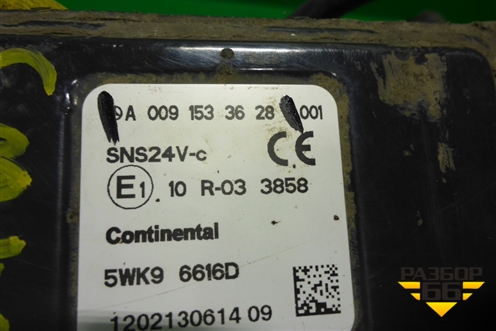 A 009 153 36 28 001
SNS24V-c CE
E1 10 R-03 3858
Continental
5WK9 6616D
1202130614 09
РАЗБОР
66